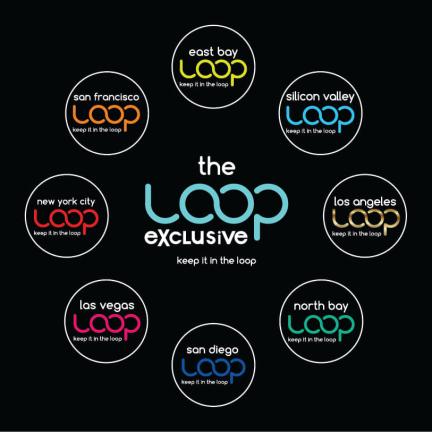 east bay
LOOP
keep it in the loop
san francisco
LOOP
keep it in the loop
silicon valley
LOOP
keep it in the loop
the
LOOP
eXclusive
keep it in the loop
new york city
LOOP
keep it in the loop
los angeles
LOOP
keep it in the loop
las vegas
LOOP
keep it in the loop
north bay
LOOP
keep it in the loop
san diego
LOOP
keep it in the loop